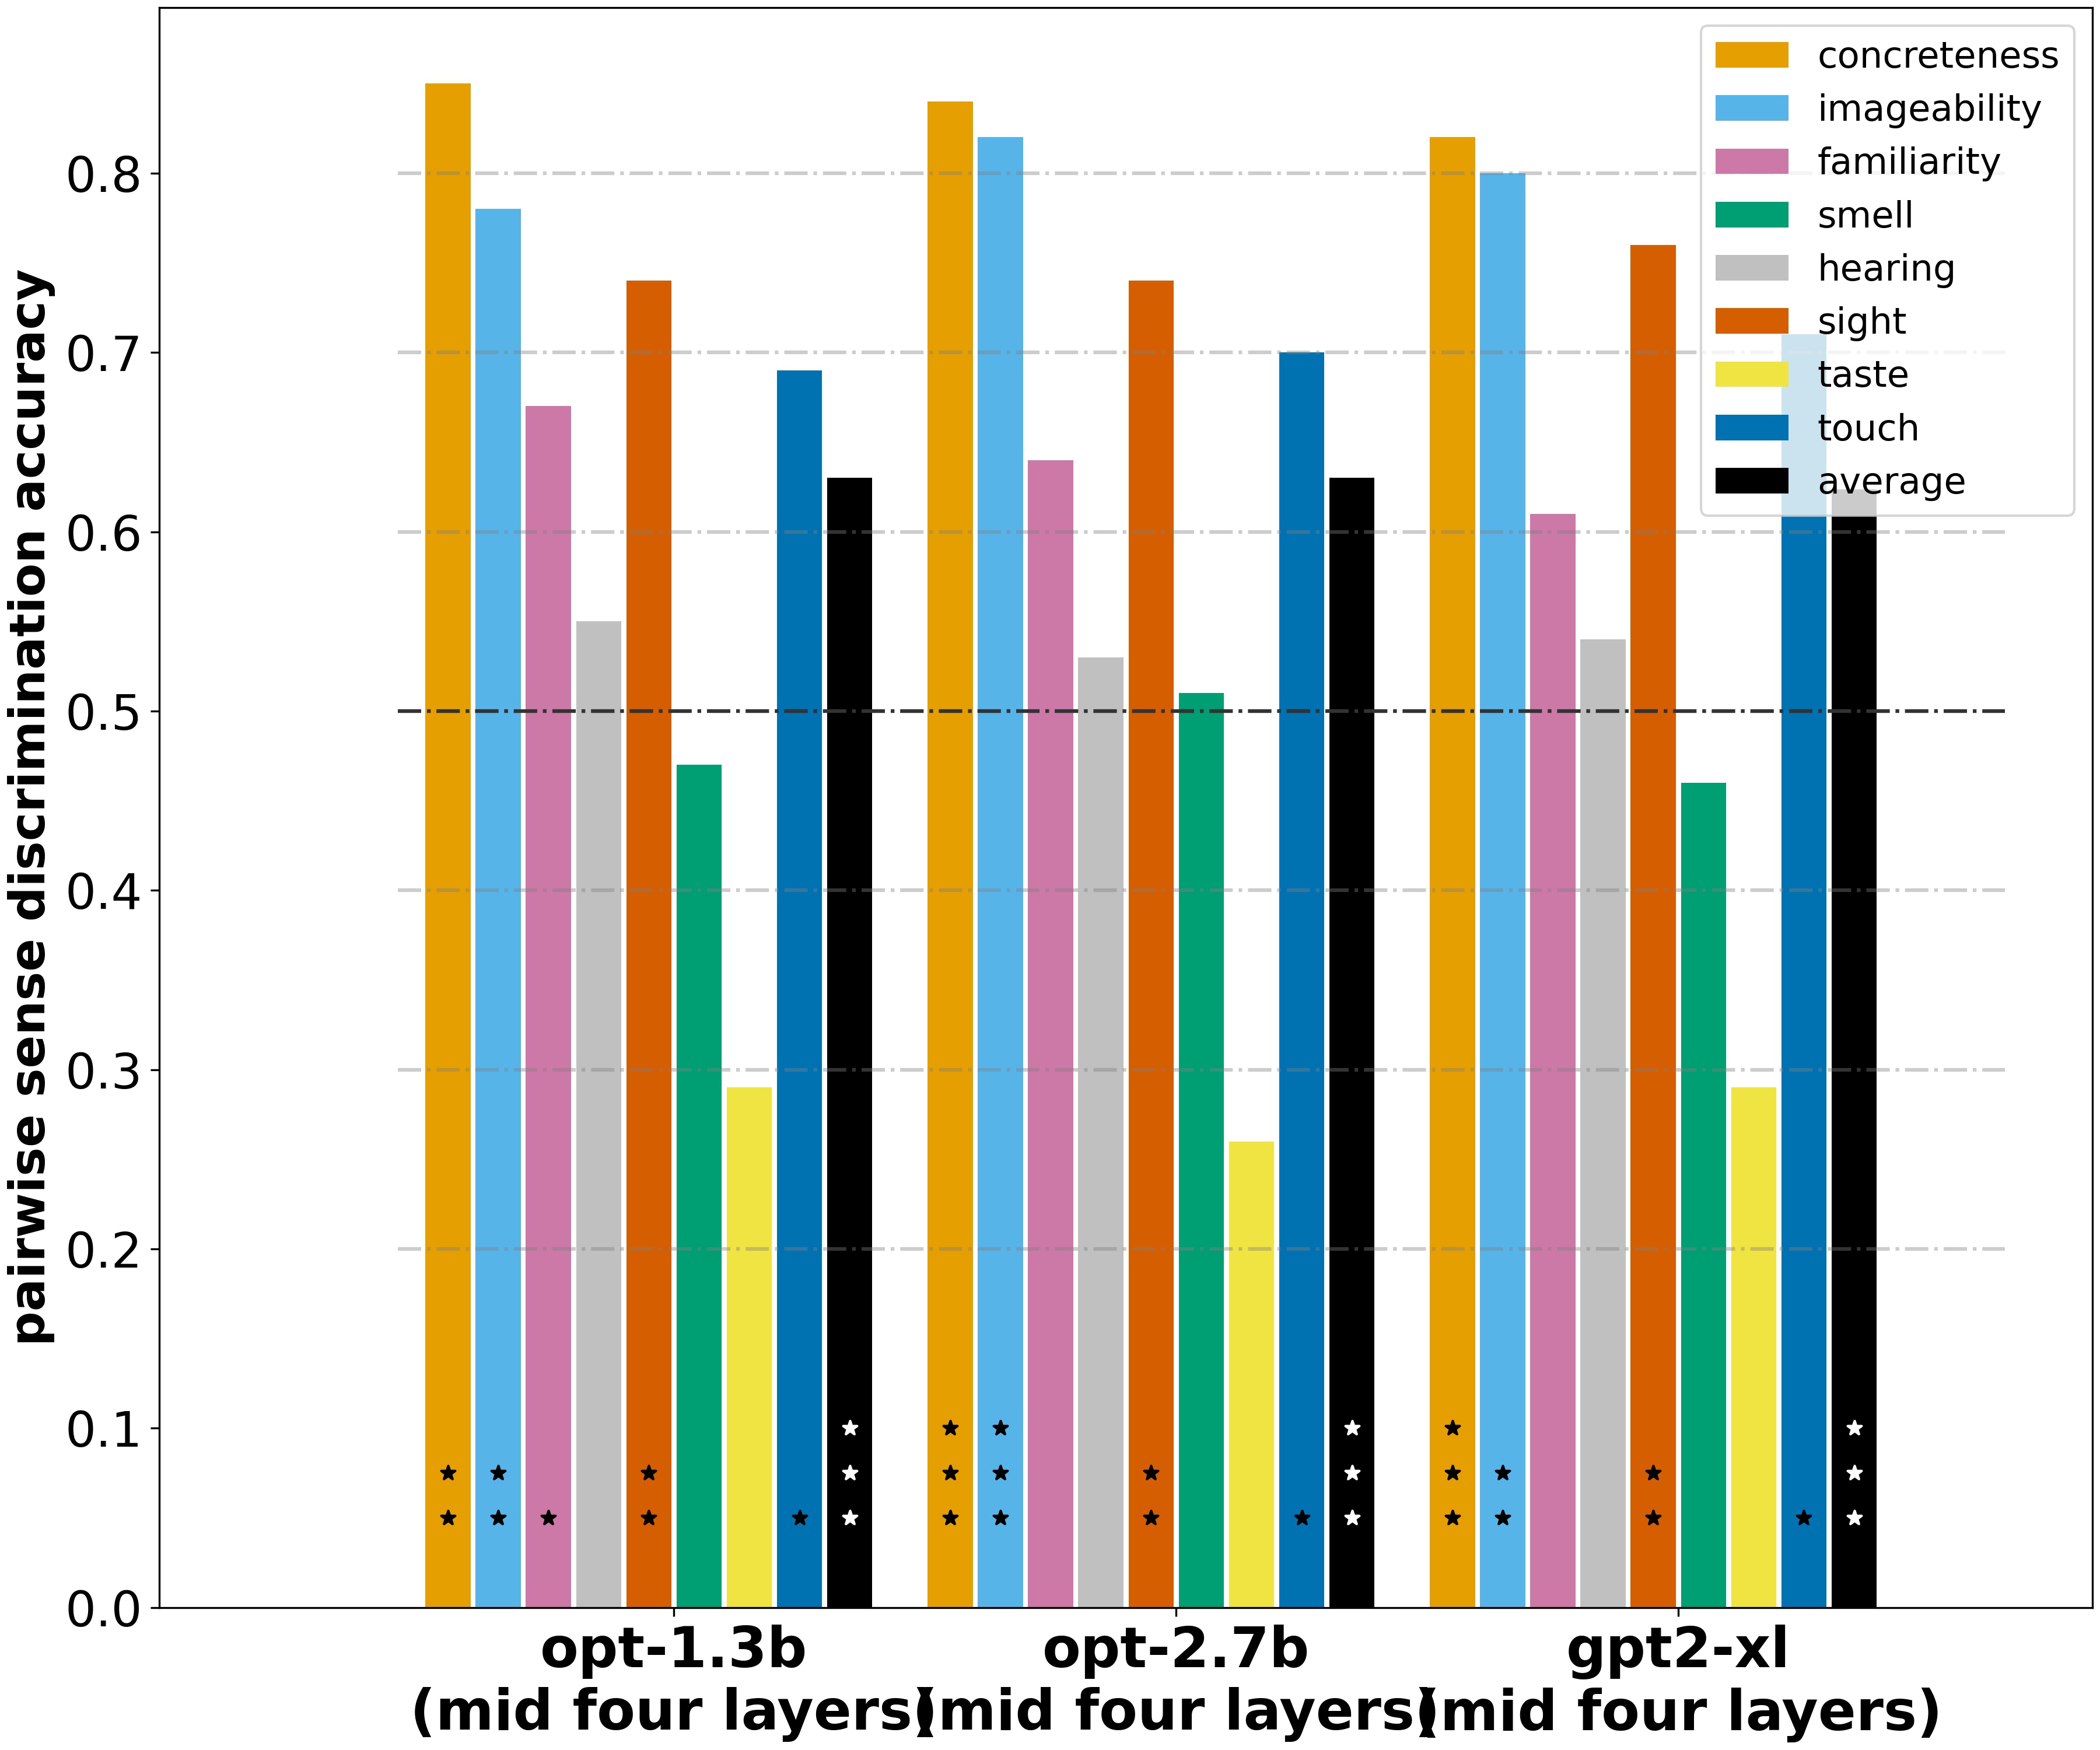 pairwise sense discrimination accuracy
0.8
0.7
0.6
0.5
0.4
0.3
0.2
0.1
0.0
concreteness
imageability
familiarity
smell
hearing
sight
taste
touch
average
opt-1.3b
(mid four layers)
opt-2.7b
(mid four layers)
gpt2-xl
(mid four layers)